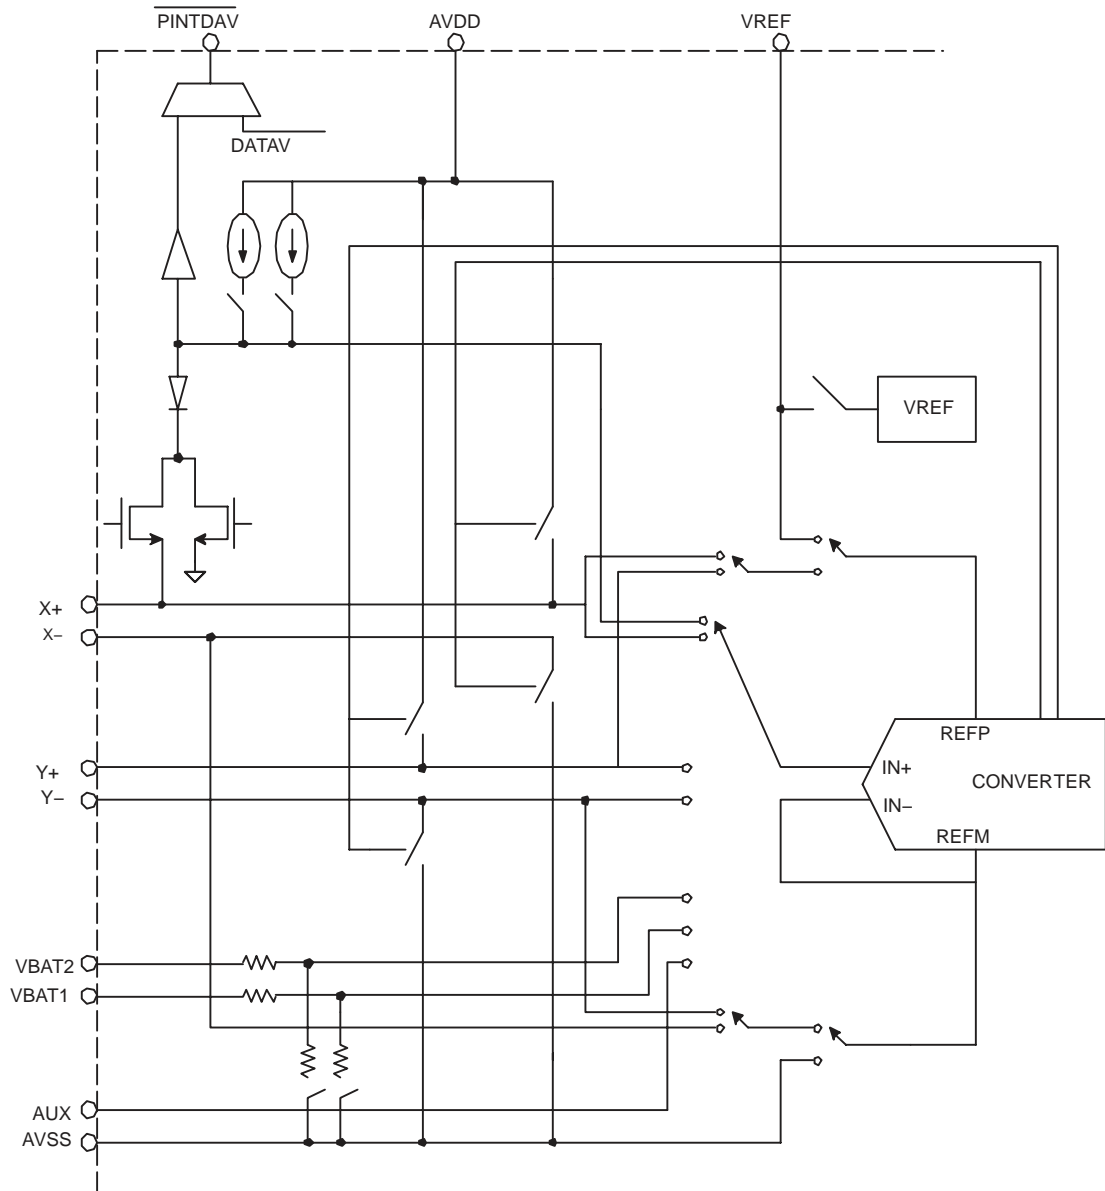 PINTDAV
AVDD
VREF
DATAV
VREF
X+
X–
REFP
Y+
IN+
CONVERTER
Y–
IN–
REFM
VBAT2
VBAT1
AUX
AVSS